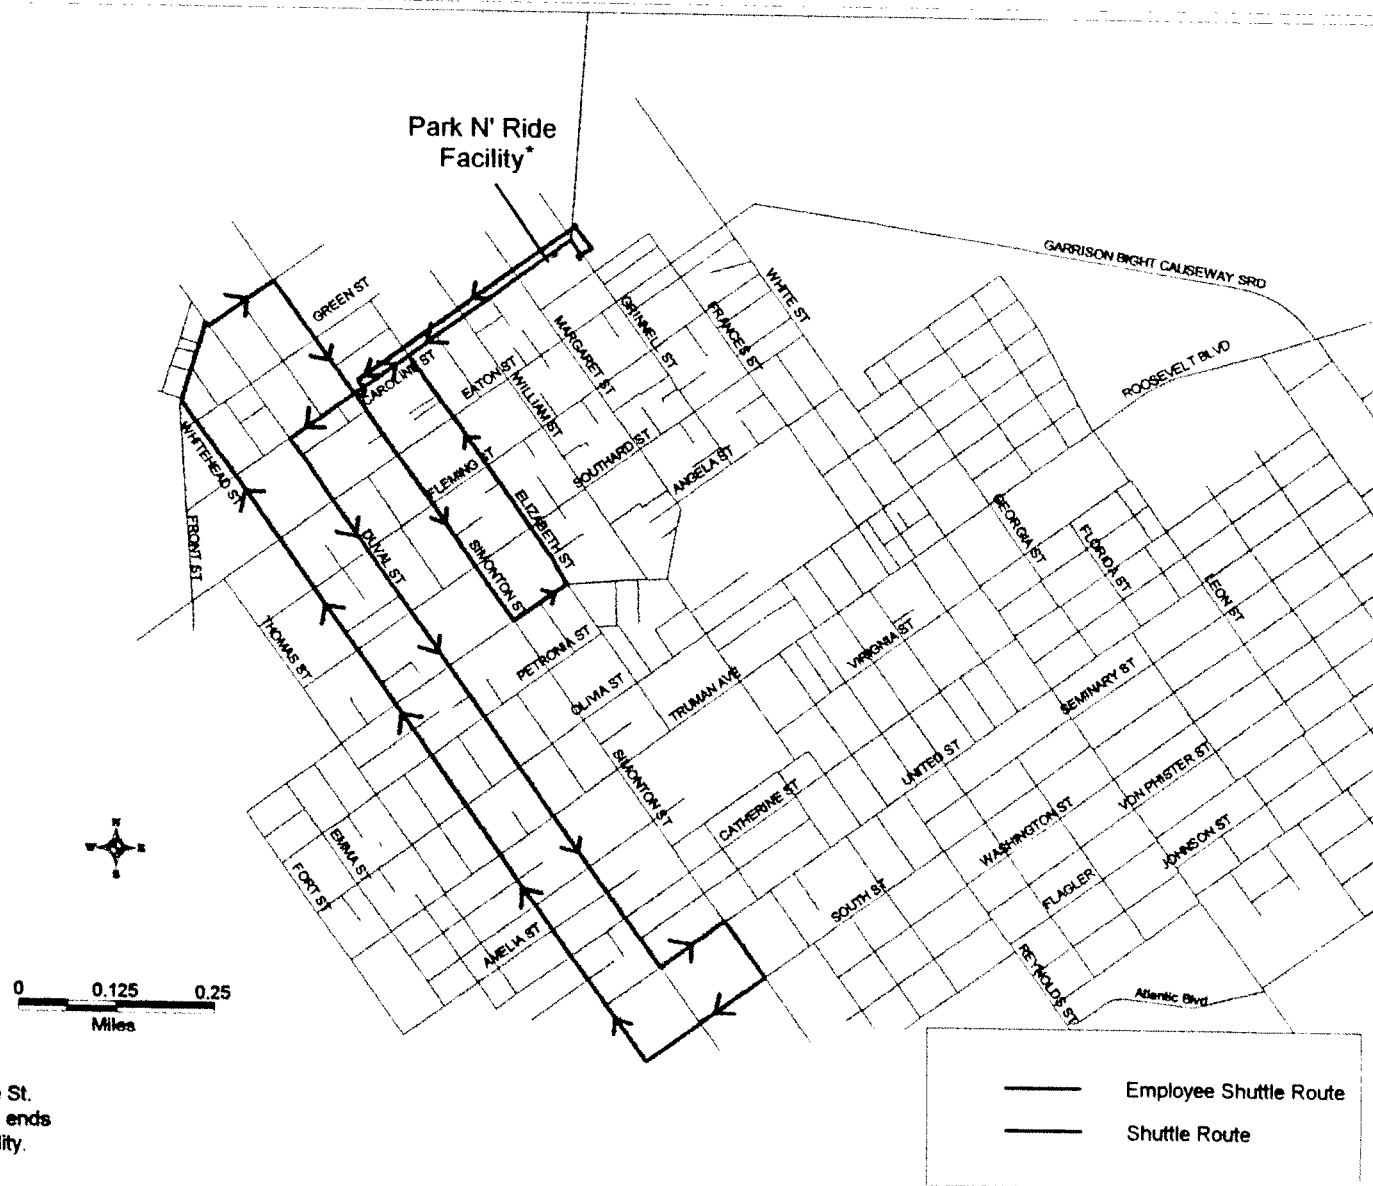 Park N' Ride
Facility*
GARRISON BIGHT CAUSEWAY SRD
WHITE ST
GREEN ST
GRINNELL ST
FRANCES ST
MARGARET ST
ROOSEVELT BLVD
CAROLINE ST
EATON ST
WILLIAM ST
WHITEHEAD ST
FLEMING ST
SOUTHARD ST
ANGELA ST
ELIZABETH ST
FRONT ST
DUVAL ST
SIMONTON S
GEORGIA ST
FLORIDA ST
LEON ST
THOMAS ST
PETRONIA ST
VIRIGNIA ST
OLIVIA ST
TRUMAN AVE
SEMINARY ST
SIMONTON ST
UNITED ST
CATHERINE ST
VON PHISTER ST
WASHINGTON ST
JOHNSON ST
EMMA ST
FORT ST
FLAGLER
SOUTH ST
AMELIA ST
REYNOLDS ST
Atlantic Blvd
N
W E
S
0 0.125 0.25
Miles
St.
ends
lity.
Employee Shuttle Route
Shuttle Route